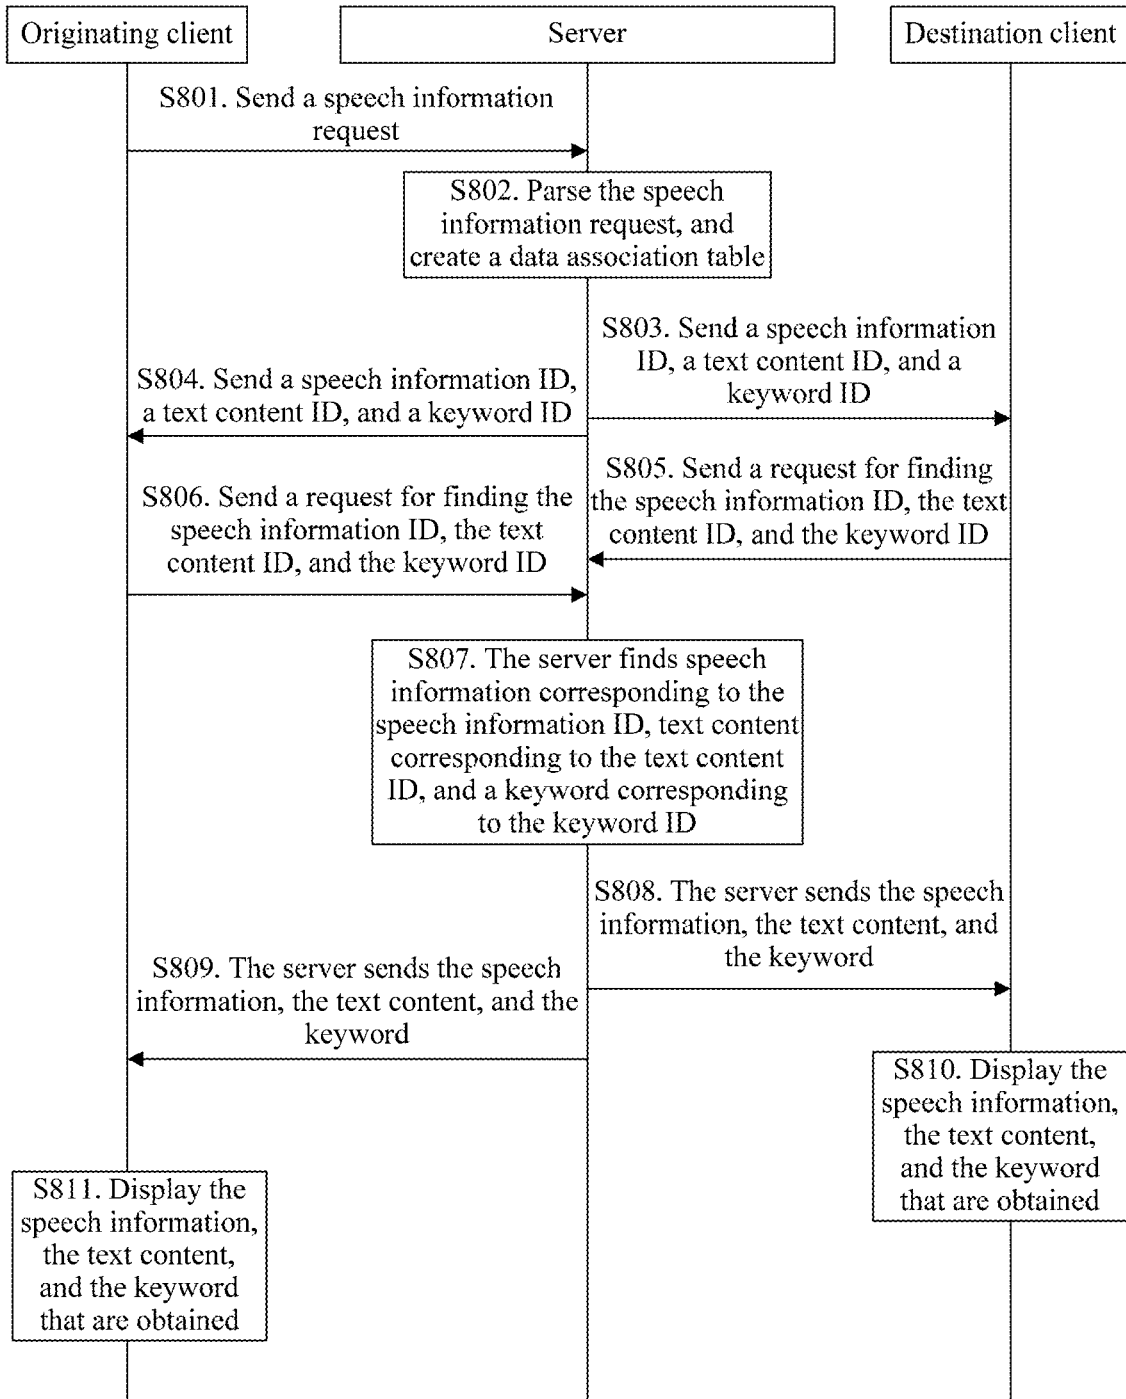 Originating client
Server
Destination client
S801. Send a speech information
request
S802. Parse the speech
information request, and
create a data association table
S803. Send a speech information
ID, a text content ID, and a
keyword ID
S804. Send a speech information ID,
a text content ID, and a keyword ID
S805. Send a request for finding
the speech information ID, the text
content ID, and the keyword ID
S806. Send a request for finding the
speech information ID, the text
content ID, and the keyword ID
S807. The server finds speech
information corresponding to the
speech information ID, text content
corresponding to the text content
ID, and a keyword corresponding
to the keyword ID
S808. The server sends the speech
information, the text content, and
the keyword
S809. The server sends the speech
information, the text content, and the
keyword
S810. Display the
speech information,
the text content,
and the keyword
that are obtained
S811. Display the
speech information,
the text content,
and the keyword
that are obtained